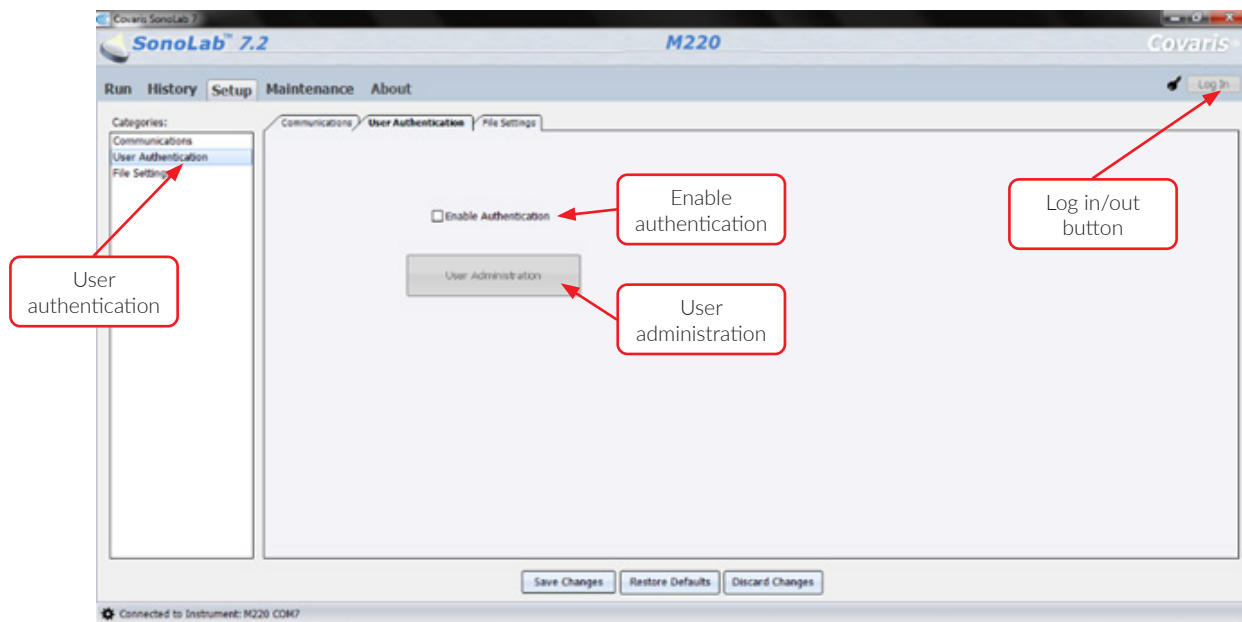 Covaris SonoLab 7
SonoLab™ 7.2
M220
Covaris
Run History Setup Maintenance About
Log In
Categories:
Communications
User Authentication
File Settings
Communications User Authentication File Settings
Enable Authentication
Enable
authentication
Log in/out
button
User Administration
User
authentication
User
administration
Save Changes Restore Defaults Discard Changes
Connected to Instrument: M220 COM7